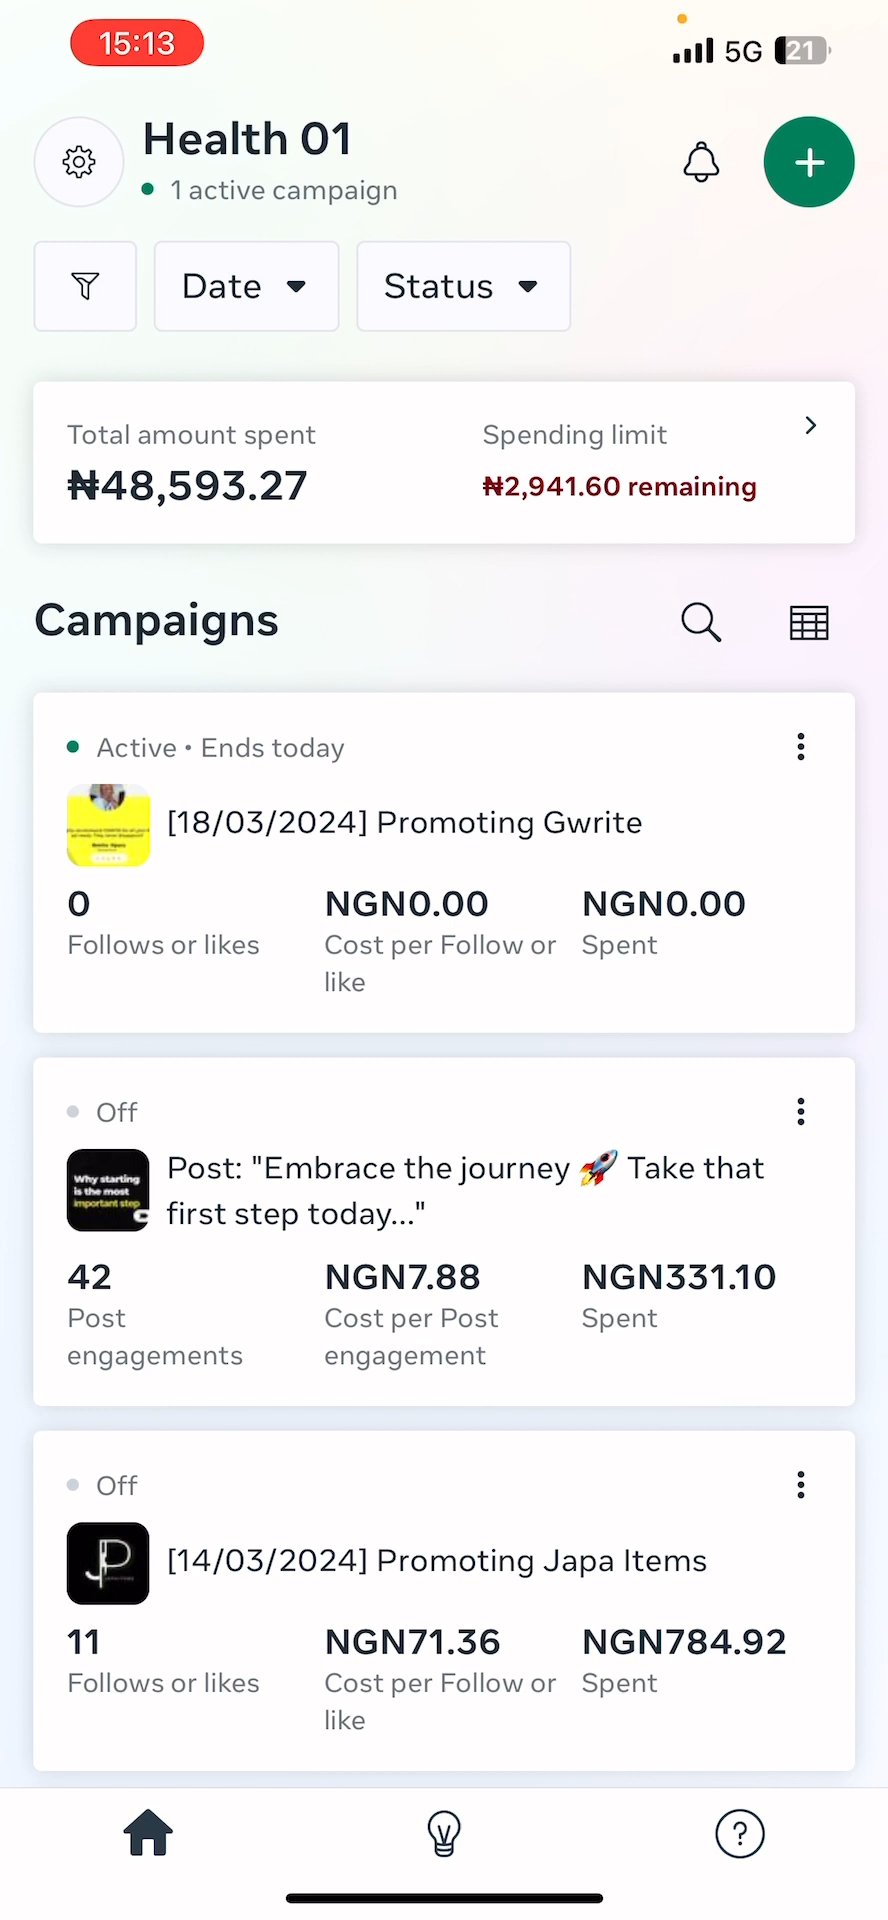 15:13
5G 21
Health 01
1 active campaign
Date
Status
Total amount spent
Spending limit
₦48,593.27
₦2,941.60 remaining
Campaigns
Active • Ends today
[18/03/2024] Promoting Gwrite
0
NGN0.00
NGN0.00
Follows or likes
Cost per Follow or
like
Spent
Off
Why starting
is the most
important step
Post: "Embrace the journey 🚀 Take that
first step today..."
42
NGN7.88
NGN331.10
Post
engagements
Cost per Post
engagement
Spent
Off
JP
[14/03/2024] Promoting Japa Items
11
NGN71.36
NGN784.92
Follows or likes
Cost per Follow or
like
Spent